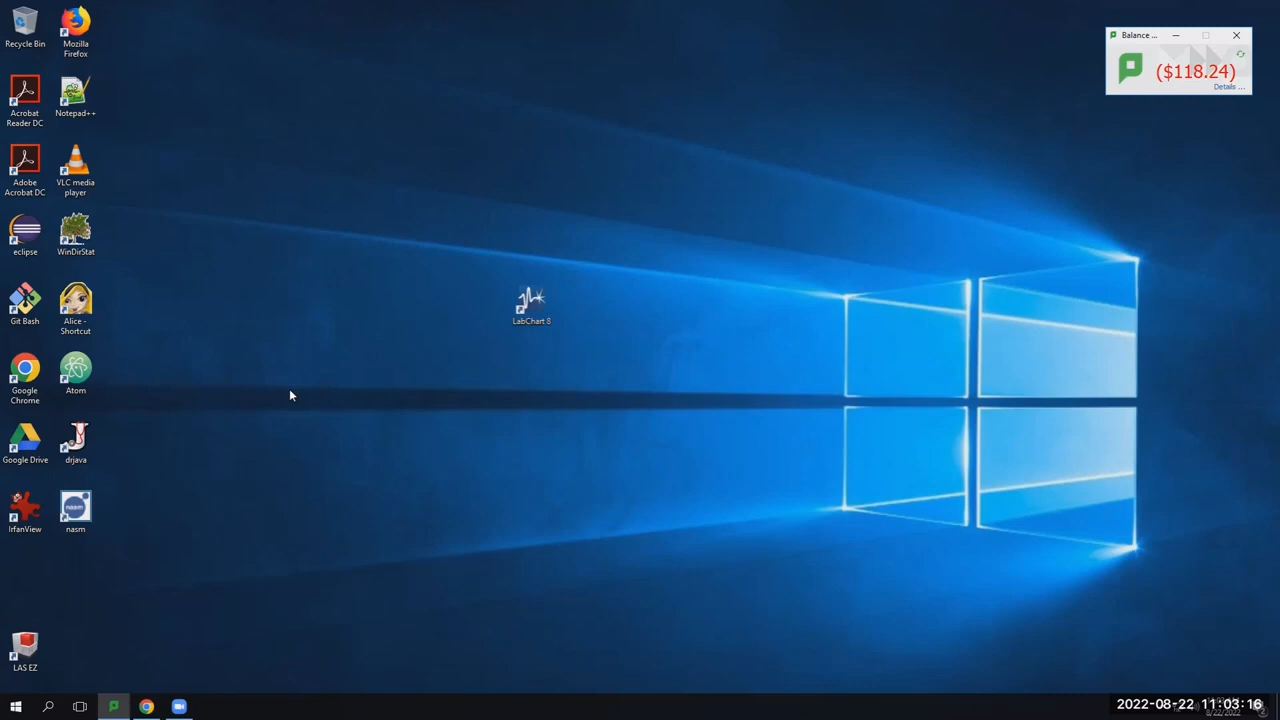 Recycle Bin
Mozilla
Firefox
Balance ...
($118.24)
Details ...
Acrobat
Reader DC
Notepad++
Adobe
Acrobat DC
VLC media
player
eclipse
WinDirStat
Git Bash
Alice -
Shortcut
LabChart 8
Google
Chrome
Atom
Google Drive
drjava
IrfanView
nasm
nasm
LAS EZ
2022-08-22 11:03:16